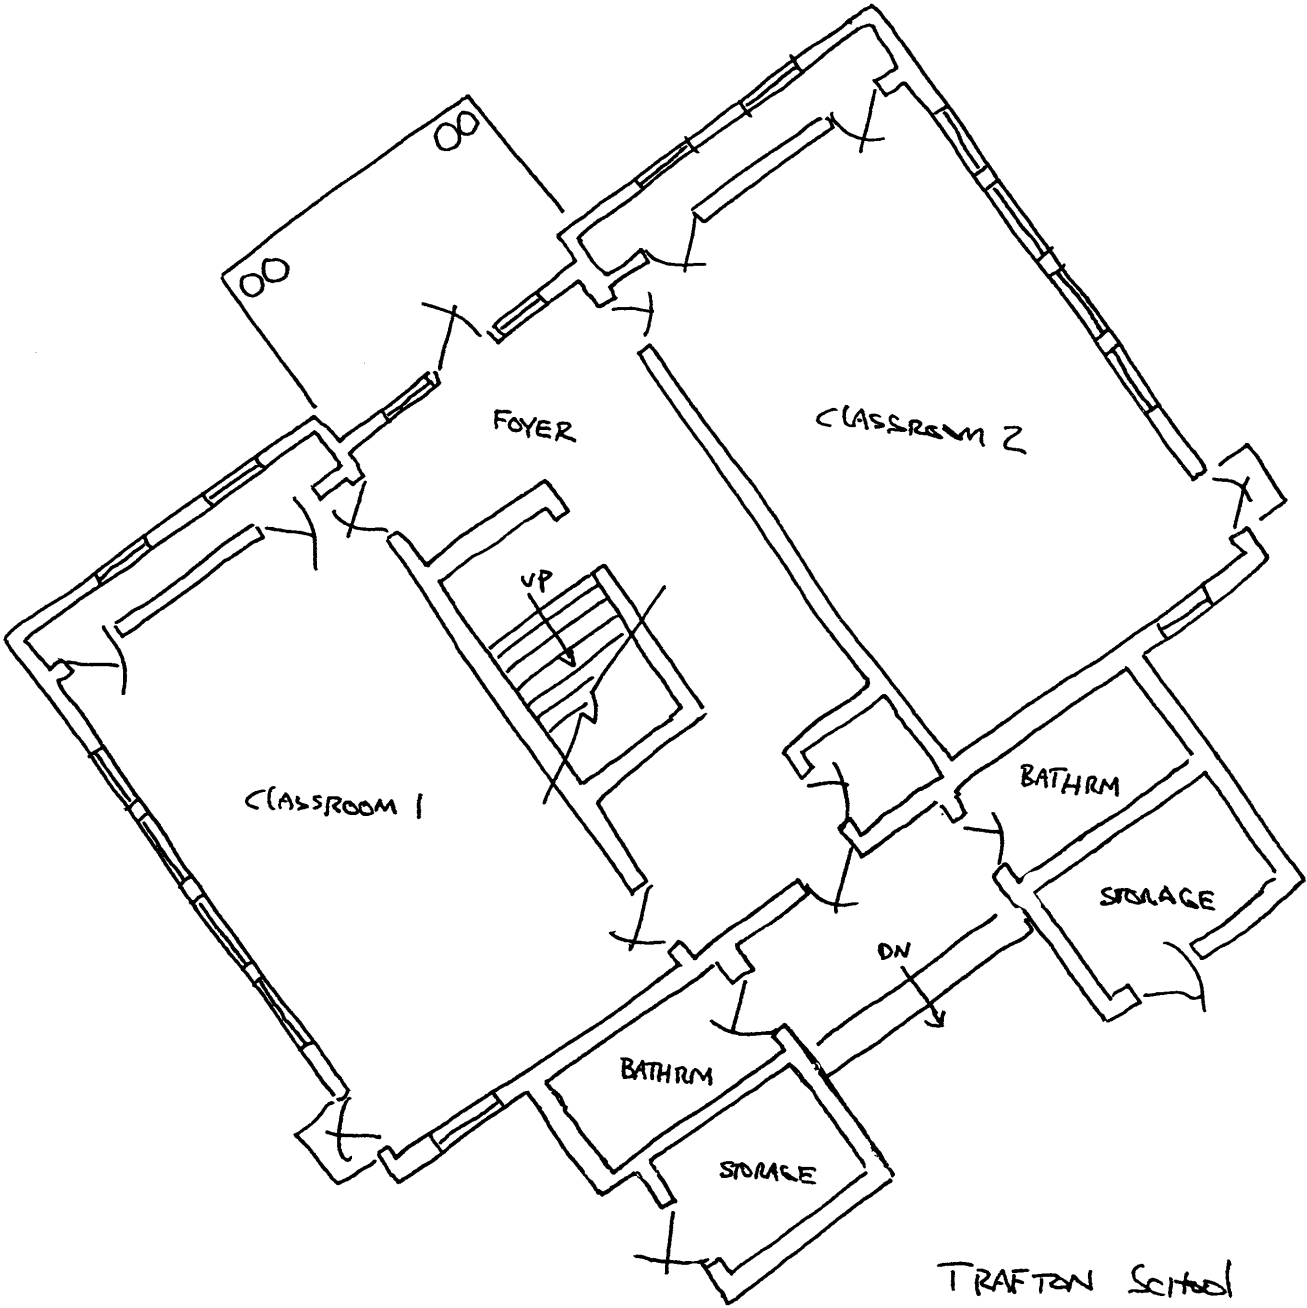 FOYER
CLASSROOM 2
UP
CLASSROOM 1
BATHRM
STORAGE
DN
BATHRM
STORAGE
TRAFTON SCHOOL